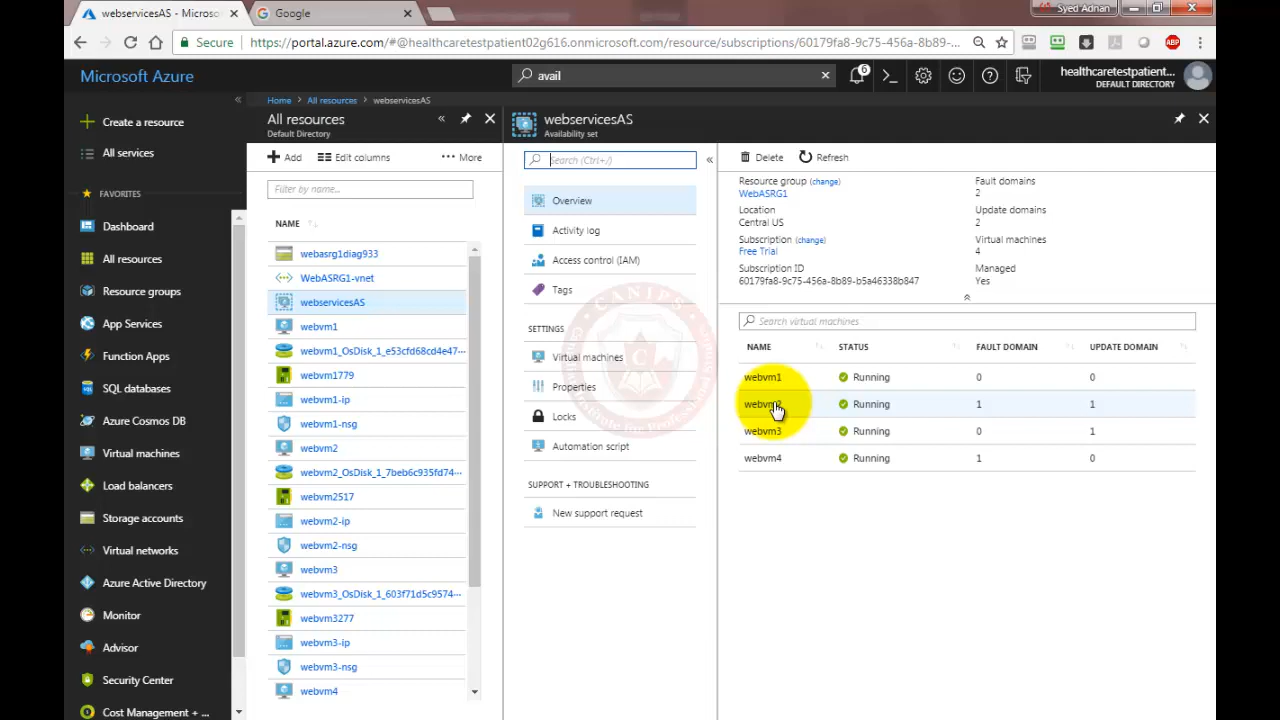 webservicesAS - Microso
Google
Syed Adnan
Secure
https://portal.azure.com/#@healthcaretestpatient02g616.onmicrosoft.com/resource/subscriptions/60179fa8-9c75-456a-8b89-...
ABP
Microsoft Azure
avail
6
healthcaretestpatient...
DEFAULT DIRECTORY
Home
All resources
webservicesAS
Create a resource
All services
FAVORITES
Dashboard
All resources
Resource groups
App Services
Function Apps
SQL databases
Azure Cosmos DB
Virtual machines
Load balancers
Storage accounts
Virtual networks
Azure Active Directory
Monitor
Advisor
Security Center
Cost Management + ...
All resources
Default Directory
Add
Edit columns
More
Filter by name...
NAME
webasrg1diag933
WebASRG1-vnet
webservicesAS
webvm1
webvm1_OsDisk_1_e53cfd68cd4e47···
webvm1779
webvm1-ip
webvm1-nsg
webvm2
webvm2_OsDisk_1_7beb6c935fd74···
webvm2517
webvm2-ip
webvm2-nsg
webvm3
webvm3_OsDisk_1_603f71d5c9574···
webvm3277
webvm3-ip
webvm3-nsg
webvm4
webservicesAS
Availability set
Search (Ctrl+/)
Overview
Activity log
Access control (IAM)
Tags
SETTINGS
Virtual machines
Properties
Locks
Automation script
SUPPORT + TROUBLESHOOTING
New support request
CANIPS
Delete
Refresh
Resource group (change)
WebASRG1
Location
Central US
Subscription (change)
Free Trial
Subscription ID
60179fa8-9c75-456a-8b89-b5a46338b847
Fault domains
2
Update domains
2
Virtual machines
4
Managed
Yes
Search virtual machines
NAME STATUS FAULT DOMAIN UPDATE DOMAIN
webvm1 Running 0 0
webvm2 Running 1 1
webvm3 Running 0 1
webvm4 Running 1 0